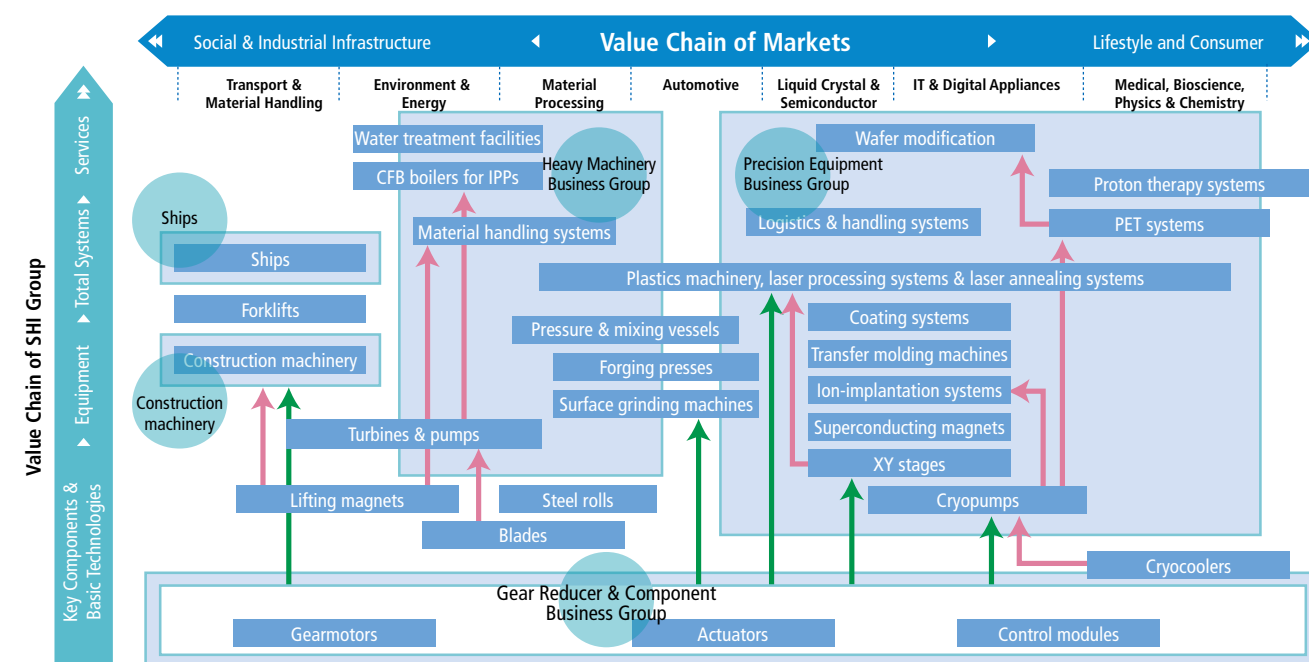 Social & Industrial Infrastructure
Value Chain of Markets
Lifestyle and Consumer
Transport &
Material Handling
Environment &
Energy
Material
Processing
Automotive
Liquid Crystal &
Semiconductor
IT & Digital Appliances
Medical, Bioscience,
Physics & Chemistry
Value Chain of SHI Group
Services
Total Systems
Equipment
Key Components &
Basic Technologies
Water treatment facilities
CFB boilers for IPPs
Heavy Machinery
Business Group
Material handling systems
Ships
Ships
Forklifts
Construction machinery
Construction
machinery
Wafer modification
Precision Equipment
Business Group
Proton therapy systems
Logistics & handling systems
PET systems
Plastics machinery, laser processing systems & laser annealing systems
Pressure & mixing vessels
Forging presses
Surface grinding machines
Coating systems
Transfer molding machines
Ion-implantation systems
Superconducting magnets
XY stages
Turbines & pumps
Lifting magnets
Steel rolls
Blades
Cryopumps
Cryocoolers
Gear Reducer & Component
Business Group
Gearmotors
Actuators
Control modules